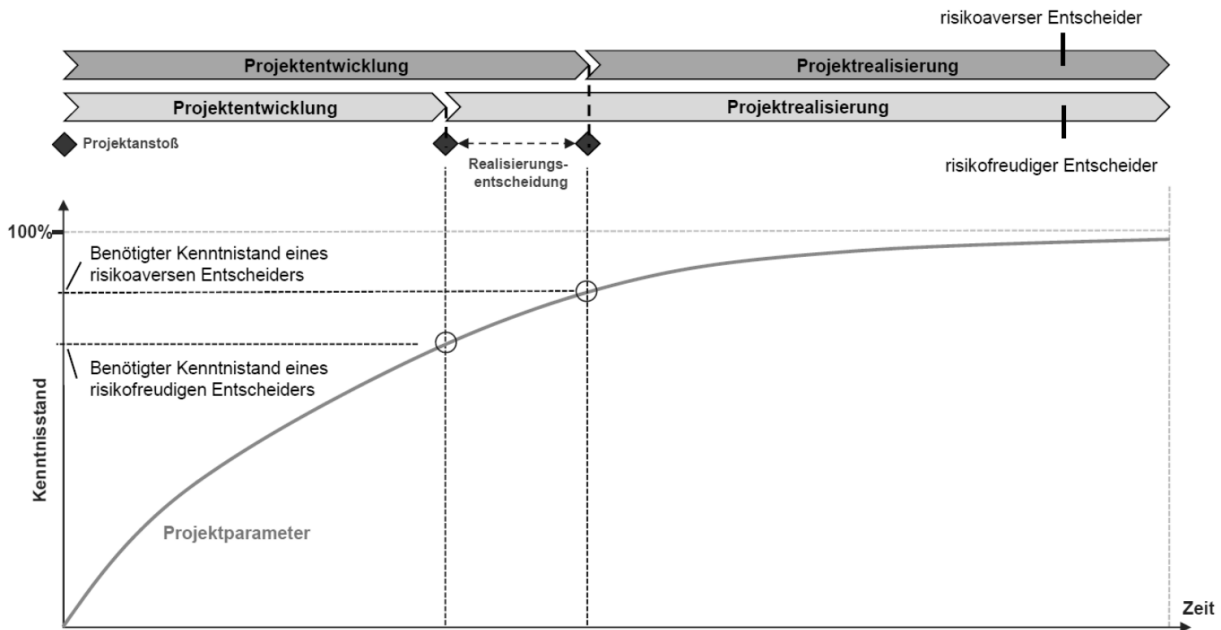 risikoaverser Entscheider
Projektentwicklung
Projektrealisierung
Projektentwicklung
Projektrealisierung
Projektanstoß
Realisierungs-
entscheidung
risikofreudiger Entscheider
100%
Benötigter Kenntnistand eines
risikoaversen Entscheiders
Benötigter Kenntnistand eines
risikofreudigen Entscheiders
Kenntnisstand
Projektparameter
Zeit